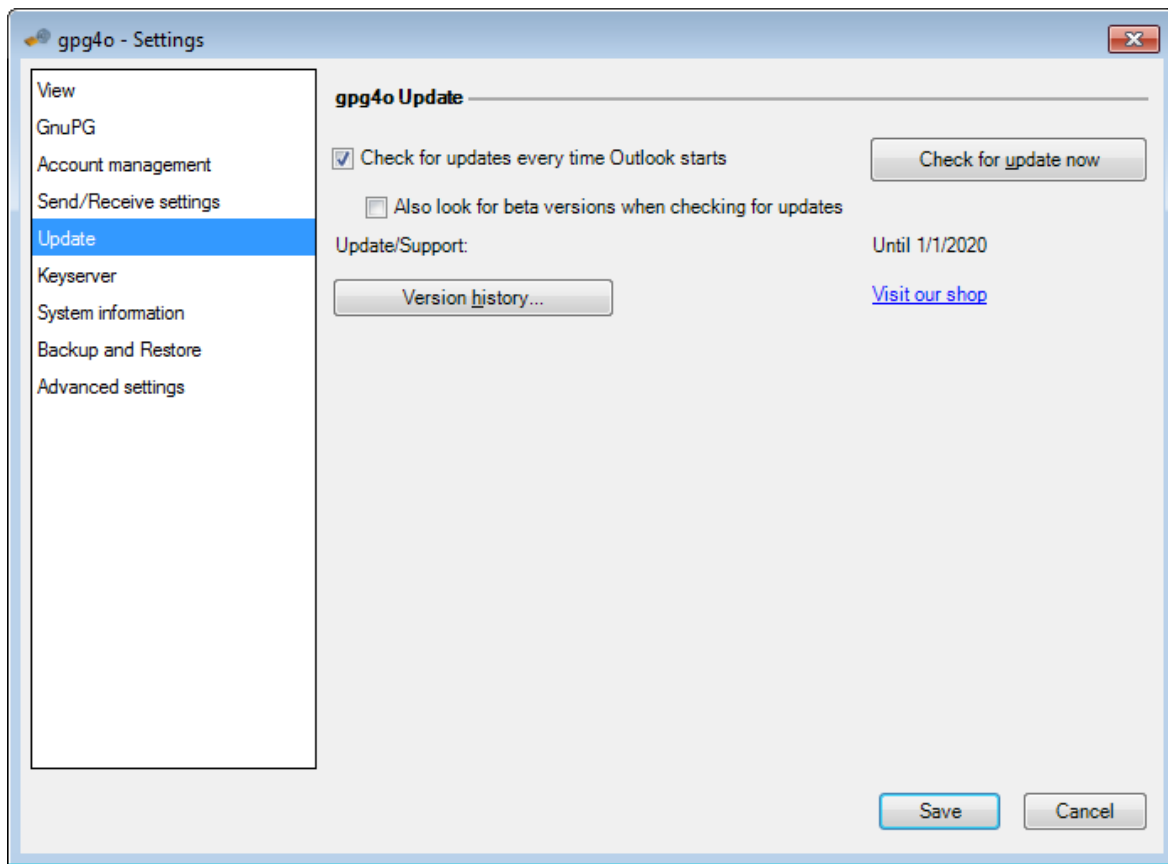 gpg4o - Settings
View
GnuPG
Account management
Send/Receive settings
Update
Keyserver
System information
Backup and Restore
Advanced settings
gpg4o Update
Check for updates every time Outlook starts
Check for update now
Also look for beta versions when checking for updates
Update/Support:
Until 1/1/2020
Version history...
Visit our shop
Save
Cancel